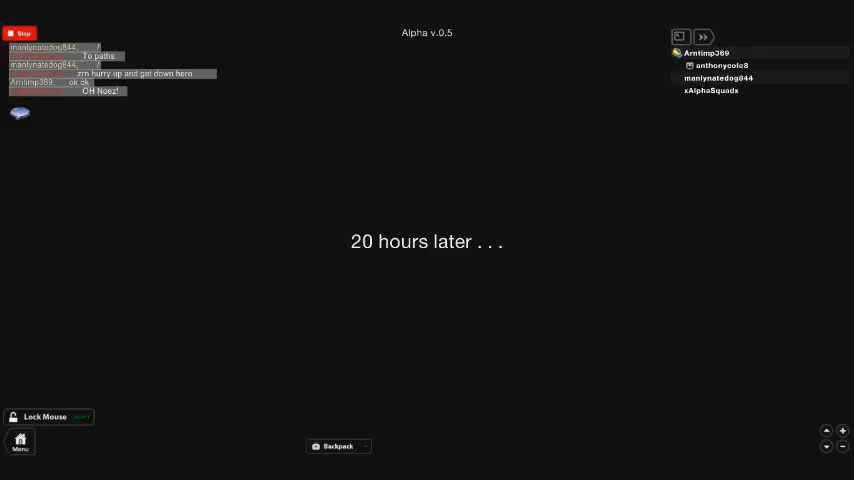 Stop
Alpha v.0.5
manlynatedog844; /
To paths.
manlynatedog844; /
zm hurry up and got down here
Arntimp369; ok ok
OH Noez!
Arntimp369
anthonycole8
manlynatedog844
xAlphaSquadx
20 hours later . . .
Lock Mouse
Menu
Backpack